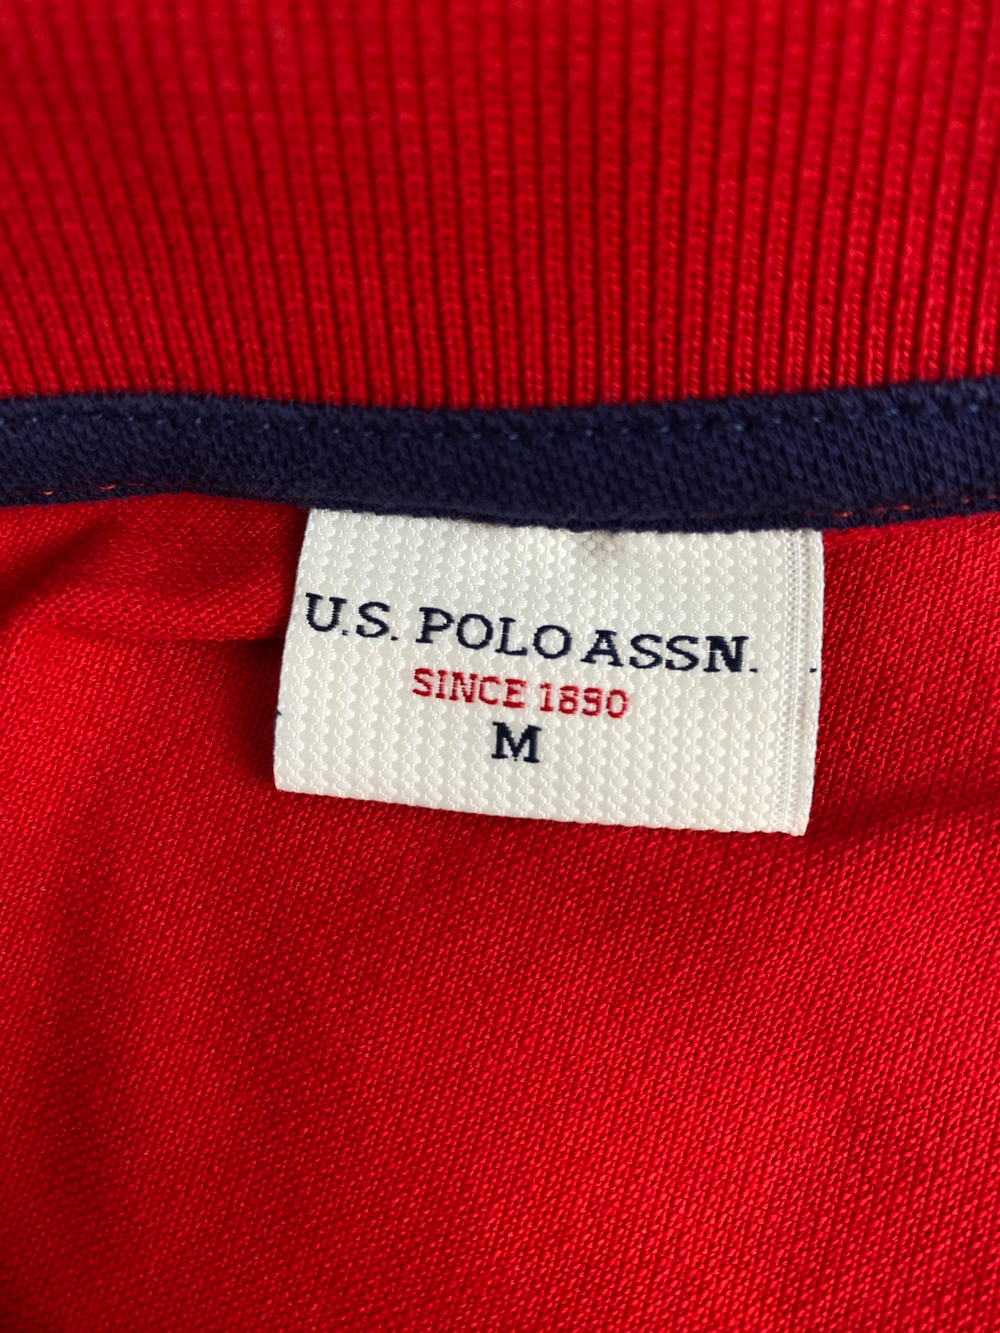 U.S. POLO ASSN.
SINCE 1890
M